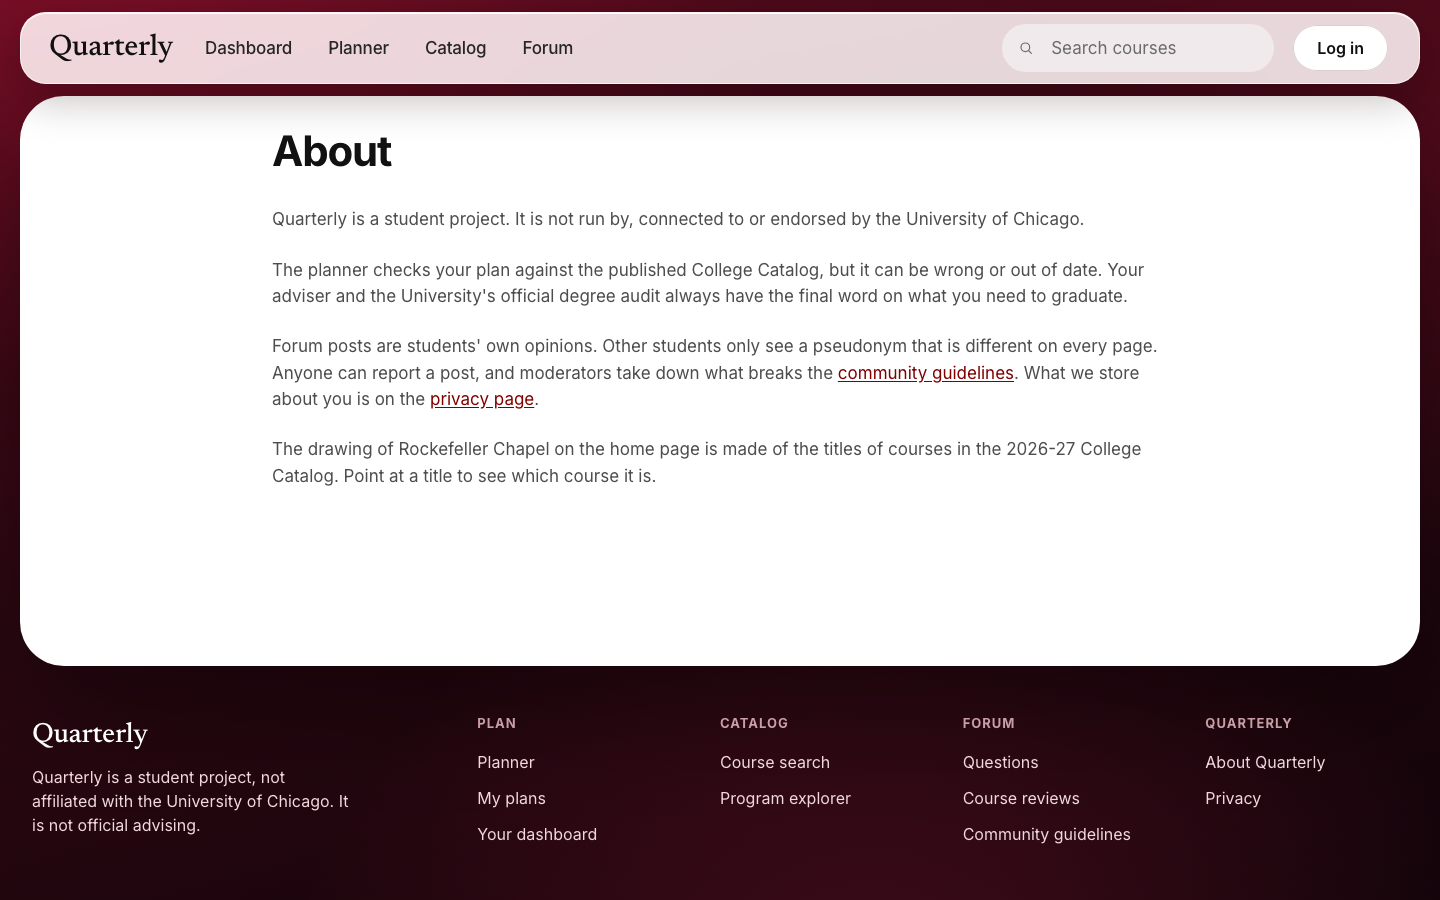 Quarterly
Dashboard
Planner
Catalog
Forum
Search courses
Log in
About
Quarterly is a student project. It is not run by, connected to or endorsed by the University of Chicago.
The planner checks your plan against the published College Catalog, but it can be wrong or out of date. Your
adviser and the University's official degree audit always have the final word on what you need to graduate.
Forum posts are students' own opinions. Other students only see a pseudonym that is different on every page.
Anyone can report a post, and moderators take down what breaks the community guidelines. What we store
about you is on the privacy page.
The drawing of Rockefeller Chapel on the home page is made of the titles of courses in the 2026-27 College
Catalog. Point at a title to see which course it is.
Quarterly
Quarterly is a student project, not
affiliated with the University of Chicago. It
is not official advising.
PLAN
Planner
My plans
Your dashboard
CATALOG
Course search
Program explorer
FORUM
Questions
Course reviews
Community guidelines
QUARTERLY
About Quarterly
Privacy